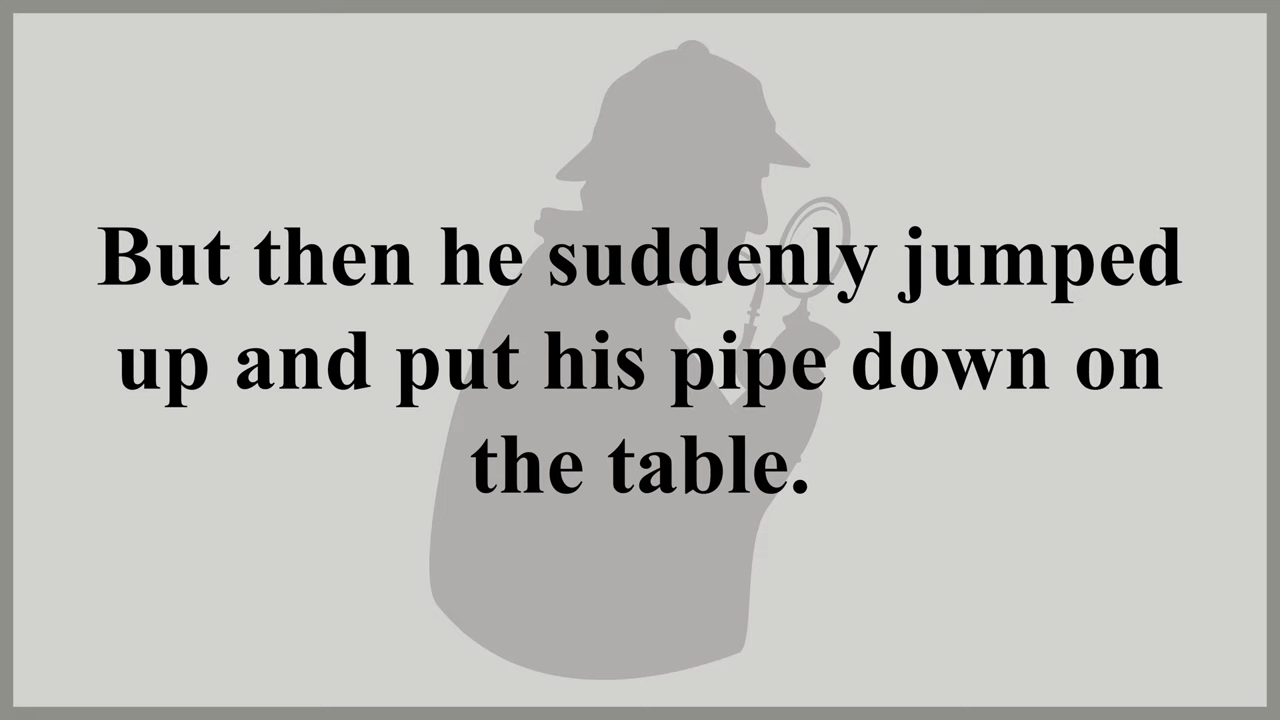 But then he suddenly jumped
up and put his pipe down on
the table.